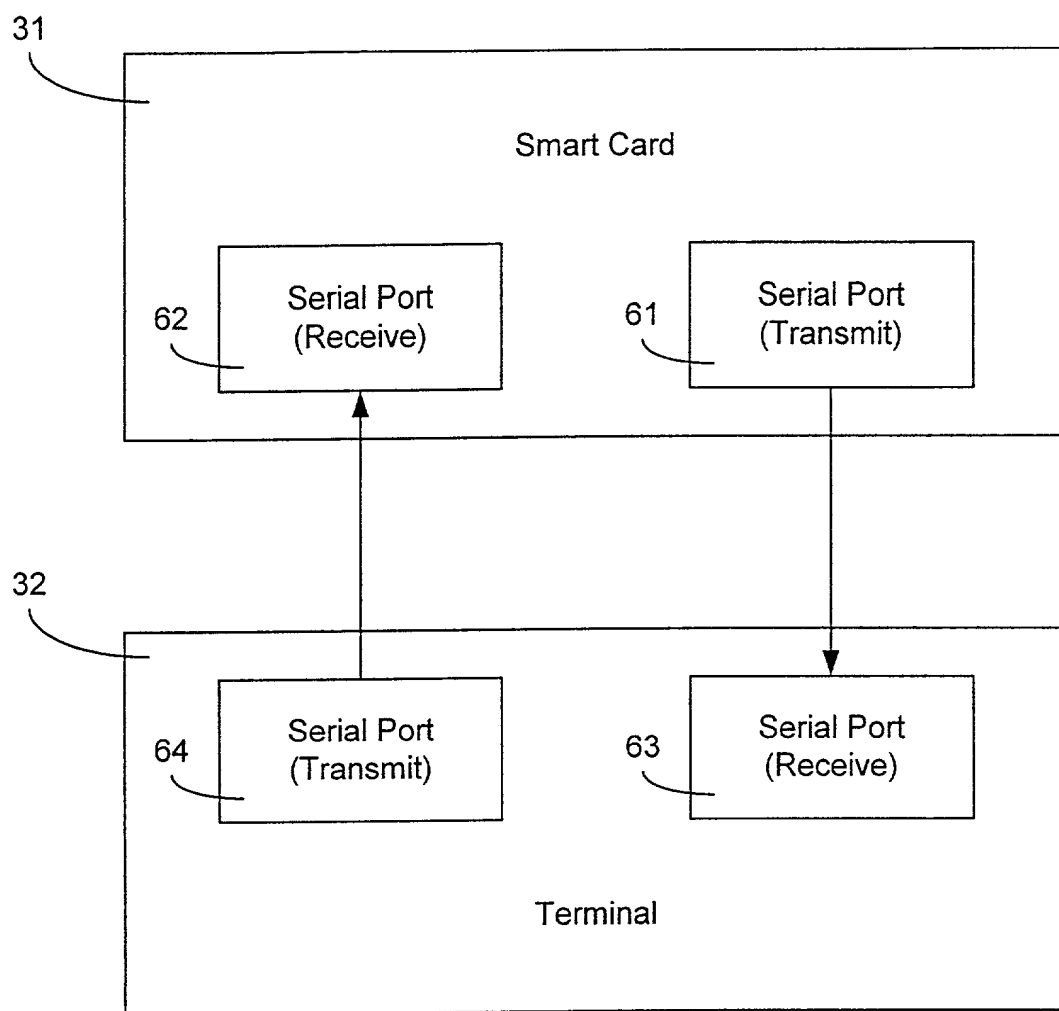 31
Smart Card
62
Serial Port
(Receive)
61
Serial Port
(Transmit)
32
64
Serial Port
(Transmit)
63
Serial Port
(Receive)
Terminal